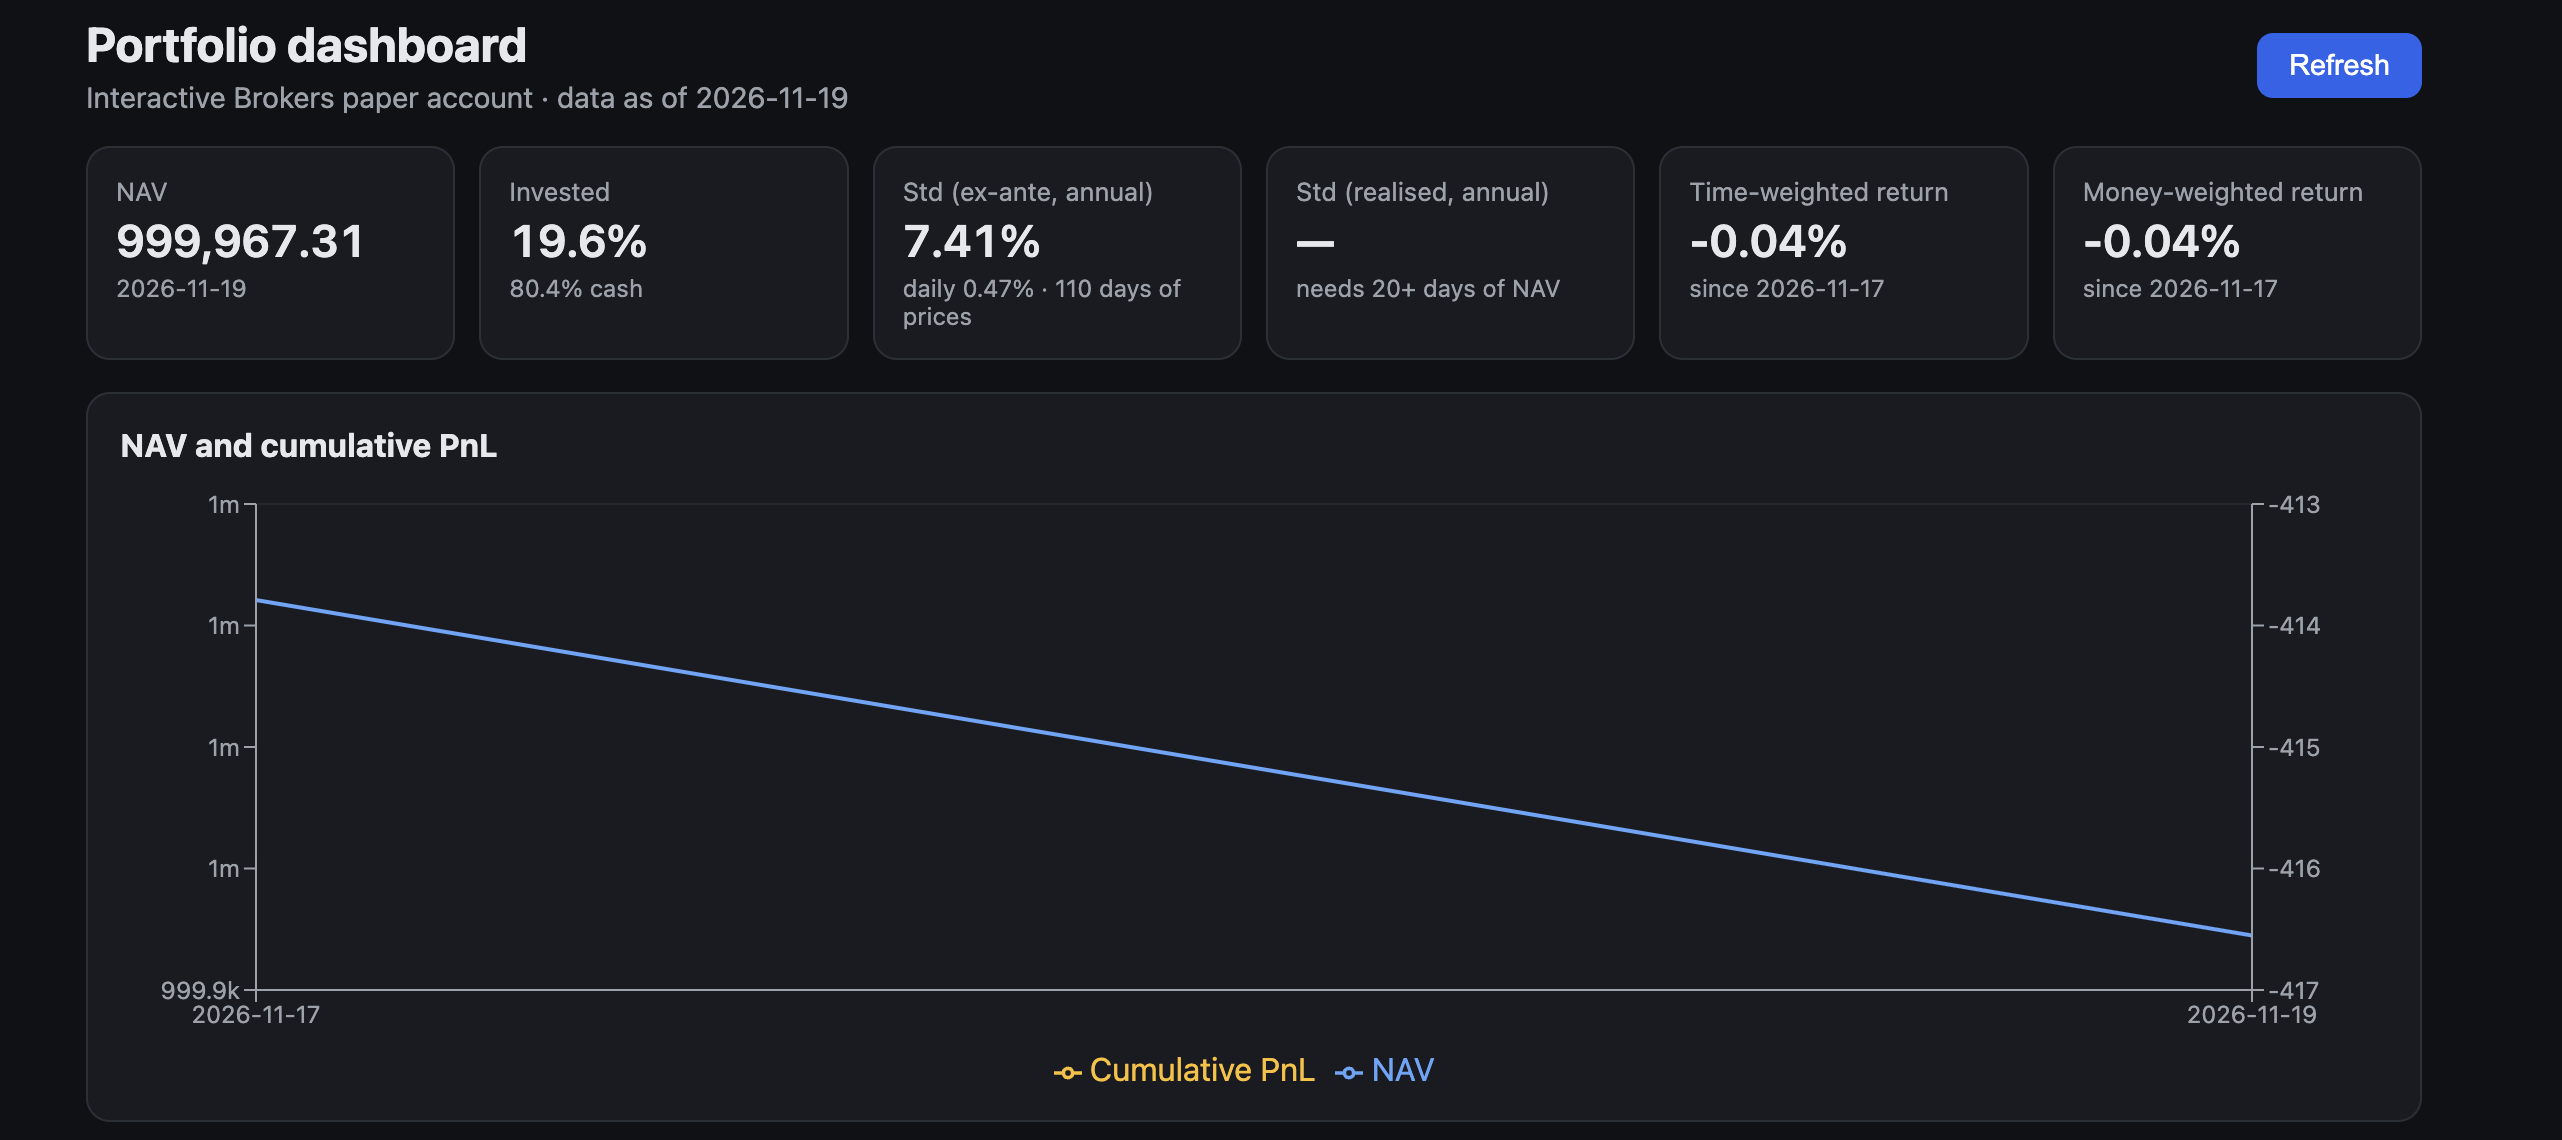 Portfolio dashboard
Interactive Brokers paper account · data as of 2026-11-19
Refresh
NAV
999,967.31
2026-11-19
Invested
19.6%
80.4% cash
Std (ex-ante, annual)
7.41%
daily 0.47% · 110 days of
prices
Std (realised, annual)
—
needs 20+ days of NAV
Time-weighted return
-0.04%
since 2026-11-17
Money-weighted return
-0.04%
since 2026-11-17
NAV and cumulative PnL
1m
1m
1m
1m
999.9k
-413
-414
-415
-416
-417
2026-11-17
2026-11-19
Cumulative PnL
NAV